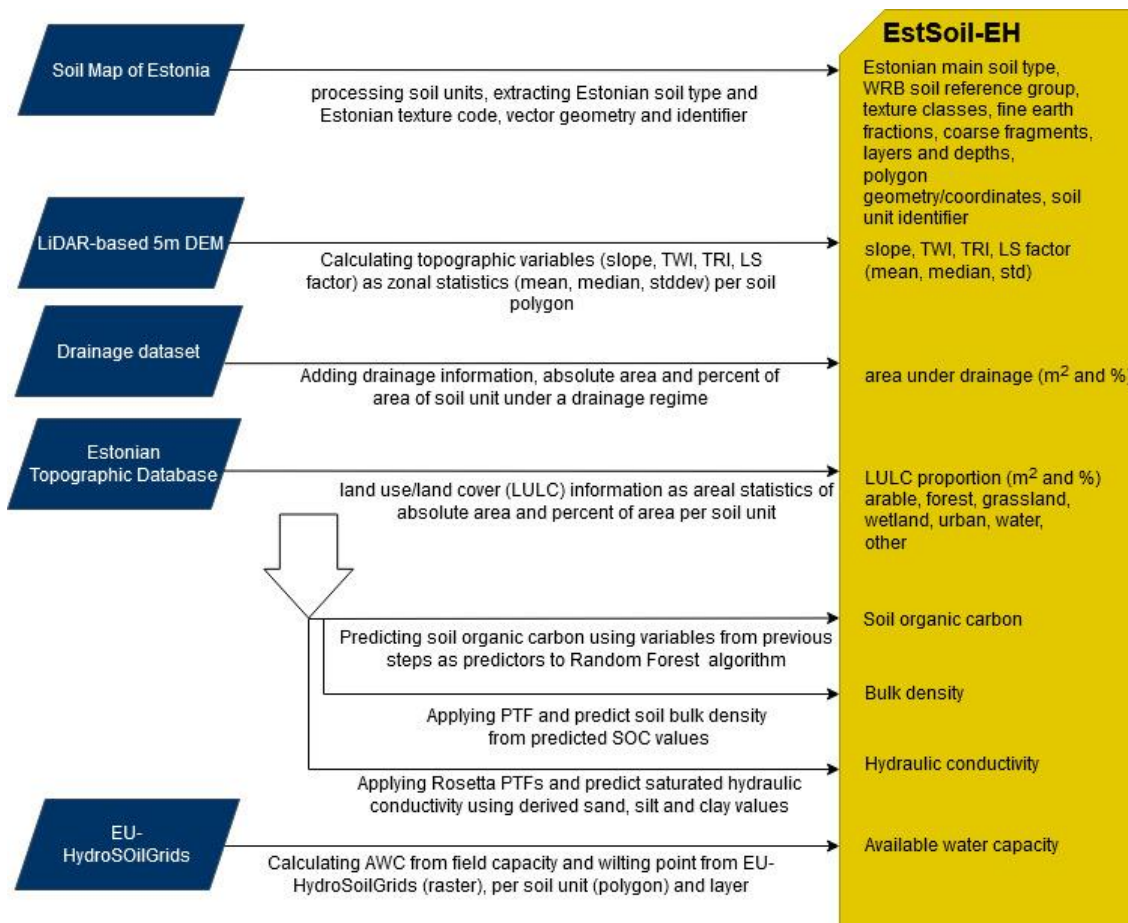 EstSoil-EH
Soil Map of Estonia
processing soil units, extracting Estonian soil type and
Estonian texture code, vector geometry and identifier
Estonian main soil type,
WRB soil reference group,
texture classes, fine earth
fractions, coarse fragments,
layers and depths,
polygon
geometry/coordinates, soil
unit identifier
LiDAR-based 5m DEM
Calculating topographic variables (slope, TWI, TRI, LS
factor) as zonal statistics (mean, median, stddev) per soil
polygon
slope, TWI, TRI, LS factor
(mean, median, std)
Drainage dataset
Adding drainage information, absolute area and percent of
area of soil unit under a drainage regime
area under drainage (m² and %)
Estonian
Topographic Database
land use/land cover (LULC) information as areal statistics of
absolute area and percent of area per soil unit
LULC proportion (m² and %)
arable, forest, grassland,
wetland, urban, water,
other
Predicting soil organic carbon using variables from previous
steps as predictors to Random Forest algorithm
Soil organic carbon
Applying PTF and predict soil bulk density
from predicted SOC values
Bulk density
Applying Rosetta PTFs and predict saturated hydraulic
conductivity using derived sand, silt and clay values
Hydraulic conductivity
EU-
HydroSOilGrids
Calculating AWC from field capacity and wilting point from EU-
HydroSoilGrids (raster), per soil unit (polygon) and layer
Available water capacity